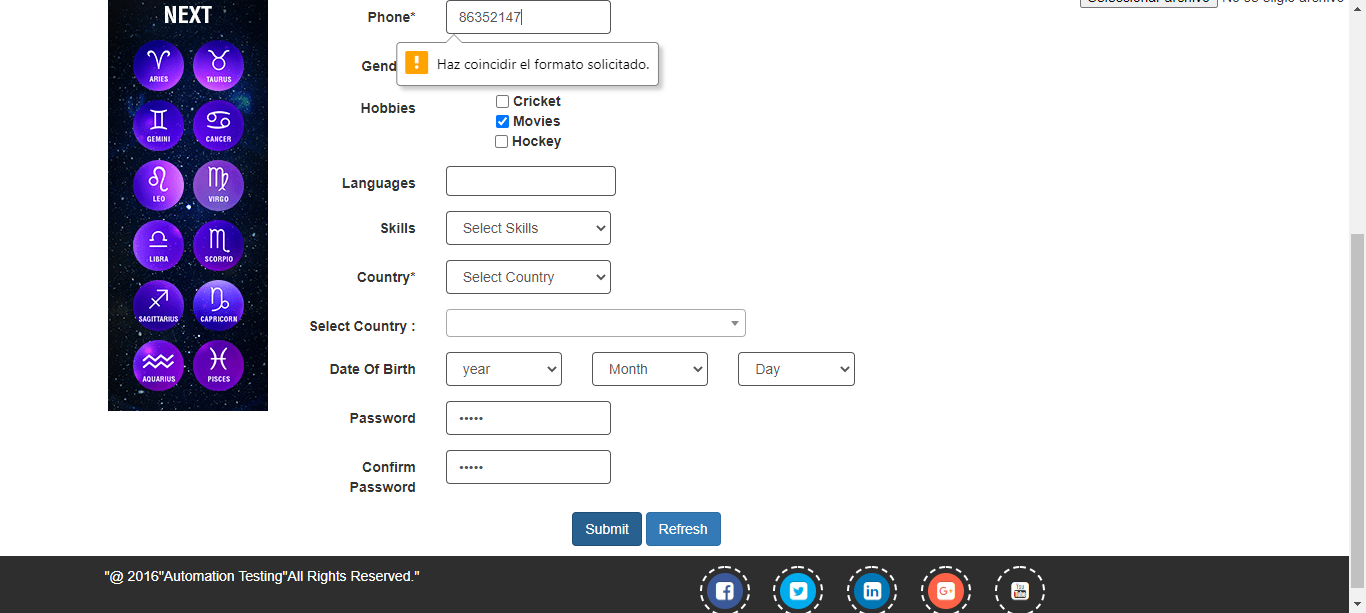 NEXT
ARIES
TAURUS
GEMINI
CANCER
LEO
VIRGO
LIBRA
SCORPIO
SAGITTARIUS
CAPRICORN
AQUARIUS
PISCES
Seleccionar archivo No se eligió archivo
Phone* 86352147
Haz coincidir el formato solicitado.
Gend
Hobbies
Cricket
Movies
Hockey
Languages
Skills Select Skills
Country* Select Country
Select Country :
Date Of Birth year Month Day
Password •••••
Confirm Password •••••
Submit Refresh
"@ 2016"Automation Testing"All Rights Reserved."
f
in
G+
You Tube